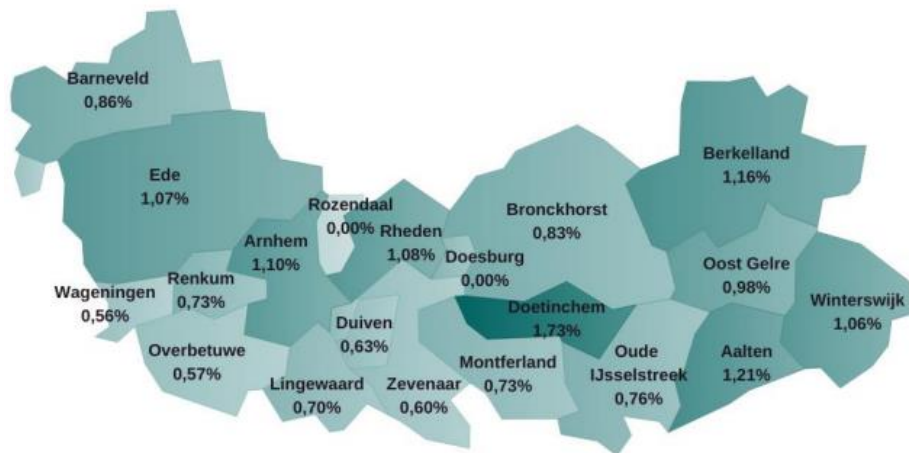 Barneveld
0,86%
Ede
1,07%
Rozendaal
0,00%
Arnhem
1,10%
Rheden
1,08%
Renkum
0,73%
Wageningen
0,56%
Overbetuwe
0,57%
Lingewaard
0,70%
Duiven
0,63%
Zevenaar
0,60%
Doesburg
0,00%
Bronckhorst
0,83%
Doetinchem
1,73%
Montferland
0,73%
Oude
IJsselstreek
0,76%
Berkelland
1,16%
Oost Gelre
0,98%
Winterswijk
1,06%
Aalten
1,21%